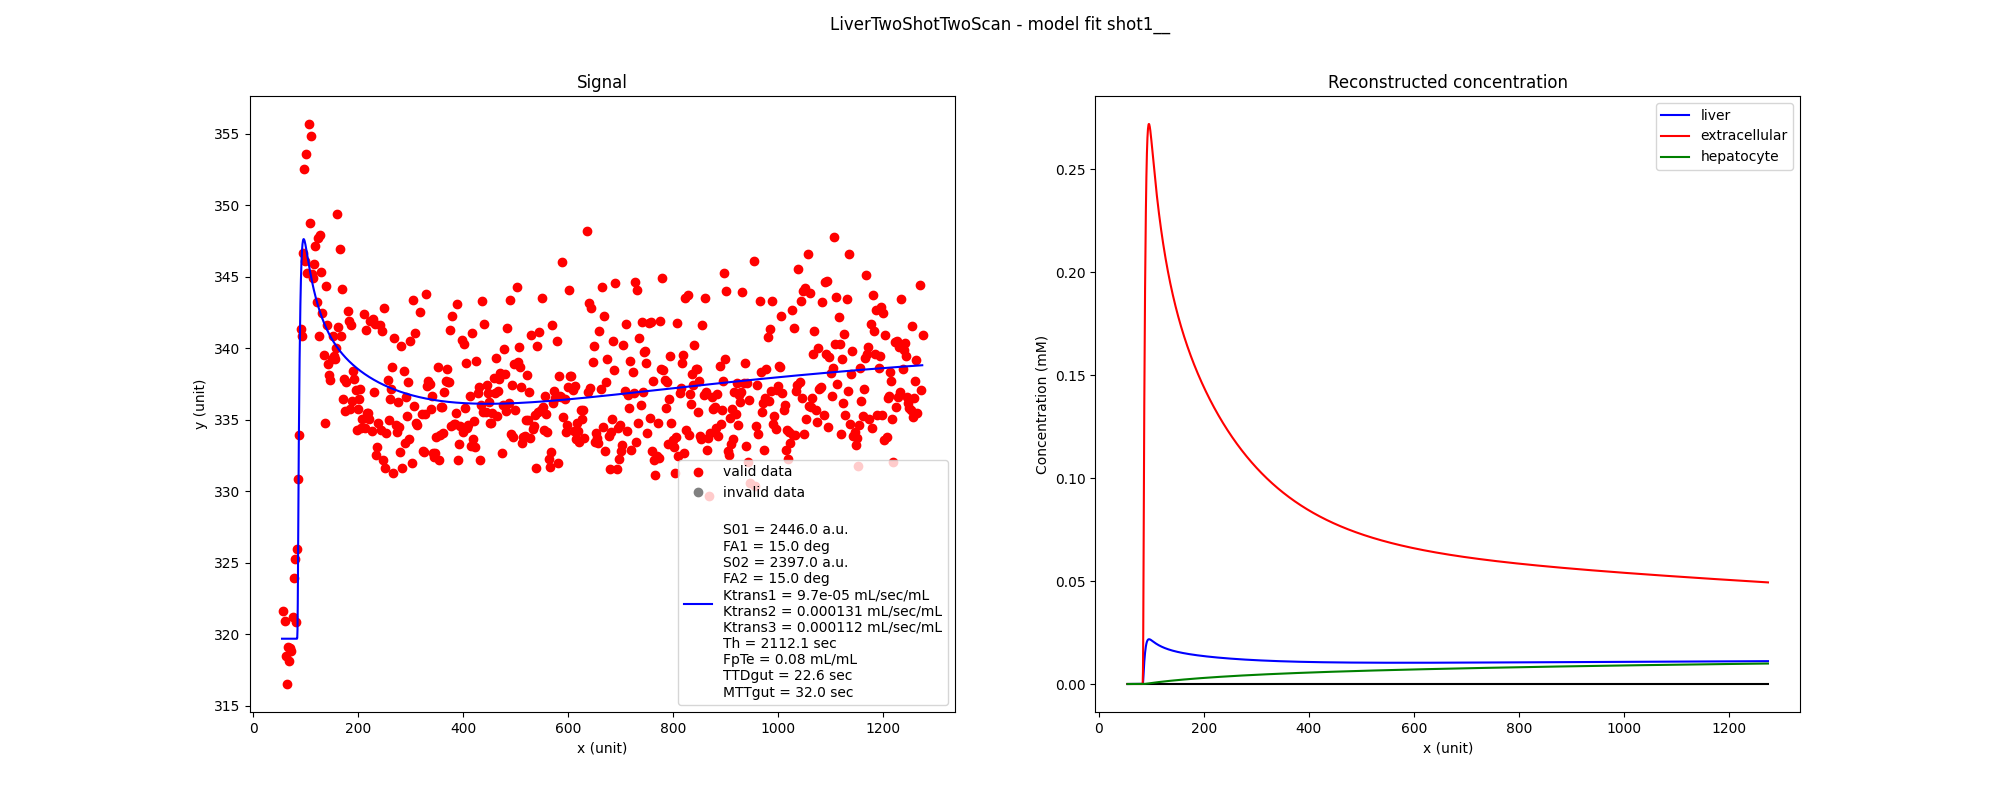 LiverTwoShotTwoScan - model fit shot1__
Signal
355
350
345
340
335
330
325
320
315
y (unit)
0 200 400 600 800 1000 1200
x (unit)
valid data
invalid data
S01 = 2446.0 a.u.
FA1 = 15.0 deg
S02 = 2397.0 a.u.
FA2 = 15.0 deg
Ktrans1 = 9.7e-05 mL/sec/mL
Ktrans2 = 0.000131 mL/sec/mL
Ktrans3 = 0.000112 mL/sec/mL
Th = 2112.1 sec
FpTe = 0.08 mL/mL
TTDgut = 22.6 sec
MTTgut = 32.0 sec
Reconstructed concentration
0.25
0.20
0.15
0.10
0.05
0.00
Concentration (mM)
0 200 400 600 800 1000 1200
x (unit)
liver
extracellular
hepatocyte